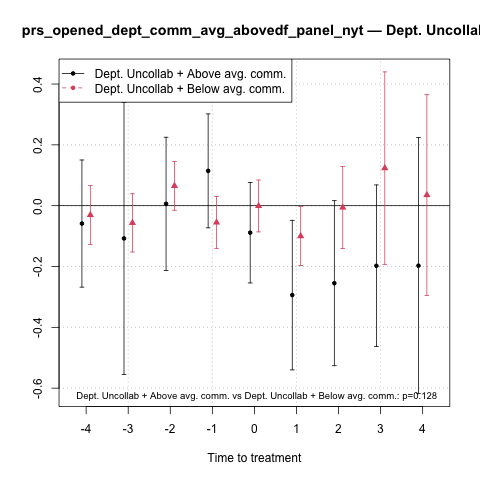 prs_opened_dept_comm_avg_abovedf_panel_nyt — Dept. Uncollal
Dept. Uncollab + Above avg. comm.
Dept. Uncollab + Below avg. comm.
0.4
0.2
0.0
-0.2
-0.4
-0.6
Dept. Uncollab + Above avg. comm. vs Dept. Uncollab + Below avg. comm.: p=0.128
-4 -3 -2 -1 0 1 2 3 4
Time to treatment